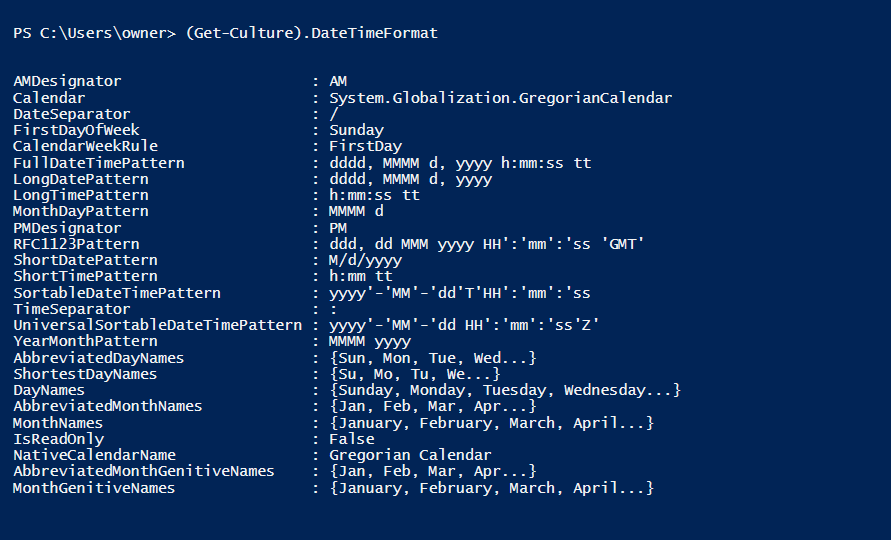 PS C:\Users\owner> (Get-Culture).DateTimeFormat
AMDesignator : AM
Calendar : System.Globalization.GregorianCalendar
DateSeparator : /
FirstDayOfWeek : Sunday
CalendarWeekRule : FirstDay
FullDateTimePattern : dddd, MMMM d, yyyy h:mm:ss tt
LongDatePattern : dddd, MMMM d, yyyy
LongTimePattern : h:mm:ss tt
MonthDayPattern : MMMM d
PMDesignator : PM
RFC1123Pattern : ddd, dd MMM yyyy HH':'mm':'ss 'GMT'
ShortDatePattern : M/d/yyyy
ShortTimePattern : h:mm tt
SortableDateTimePattern : yyyy'-'MM'-'dd'T'HH':'mm':'ss
TimeSeparator : :
UniversalSortableDateTimePattern : yyyy'-'MM'-'dd HH':'mm':'ss'Z'
YearMonthPattern : MMMM yyyy
AbbreviatedDayNames : {Sun, Mon, Tue, Wed...}
ShortestDayNames : {Su, Mo, Tu, We...}
DayNames : {Sunday, Monday, Tuesday, Wednesday...}
AbbreviatedMonthNames : {Jan, Feb, Mar, Apr...}
MonthNames : {January, February, March, April...}
IsReadOnly : False
NativeCalendarName : Gregorian Calendar
AbbreviatedMonthGenitiveNames : {Jan, Feb, Mar, Apr...}
MonthGenitiveNames : {January, February, March, April...}